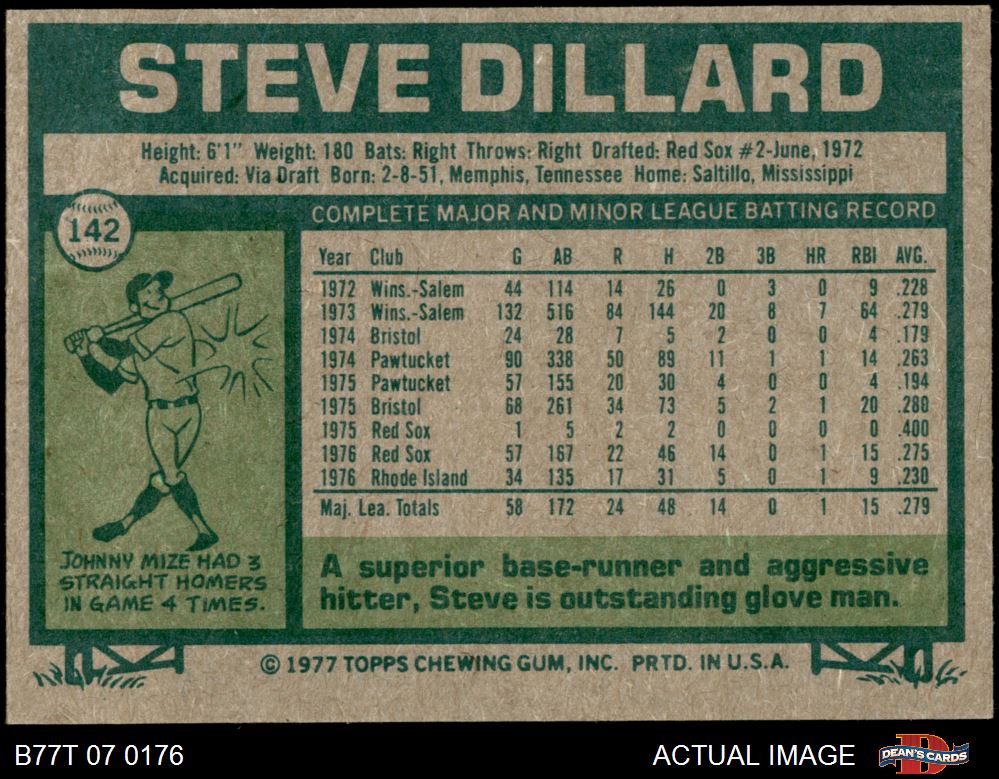 STEVE DILLARD
Height: 6'1" Weight: 180 Bats: Right Throws: Right Drafted: Red Sox #2-June, 1972
Acquired: Via Draft Born: 2-8-51, Memphis, Tennessee Home: Saltillo, Mississippi
142
COMPLETE MAJOR AND MINOR LEAGUE BATTING RECORD
Year Club G AB R H 2B 3B HR RBI AVG.
1972 Wins.-Salem 44 114 14 26 0 3 0 9 .228
1973 Wins.-Salem 132 516 84 144 20 8 7 64 .279
1974 Bristol 24 28 7 5 2 0 0 4 .179
1974 Pawtucket 90 338 50 89 11 1 1 14 .263
1975 Pawtucket 57 155 20 30 4 0 0 4 .194
1975 Bristol 68 261 34 73 5 2 1 20 .280
1975 Red Sox 1 5 2 2 0 0 0 0 .400
1976 Red Sox 57 167 22 46 14 0 1 15 .275
1976 Rhode Island 34 135 17 31 5 0 1 9 .230
Maj. Lea. Totals 58 172 24 48 14 0 1 15 .279
JOHNNY MIZE HAD 3
STRAIGHT HOMERS
IN GAME 4 TIMES.
A superior base-runner and aggressive
hitter, Steve is outstanding glove man.
© 1977 TOPPS CHEWING GUM, INC. PRTD. IN U.S.A.
B77T 07 0176
ACTUAL IMAGE
D
DEAN'S CARDS